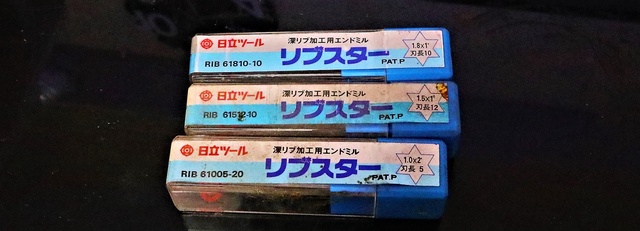 日立ツール
深リブ加工用エンドミル
リブスター
PAT.P
RIB 61810-10
1.8x1°
刃長10
日立ツール
深リブ加工用エンドミル
リブスター
PAT.P
RIB 61512-10
1.5x1°
刃長12
日立ツール
深リブ加工用エンドミル
リブスター
PAT.P
RIB 61005-20
1.0x2°
刃長 5